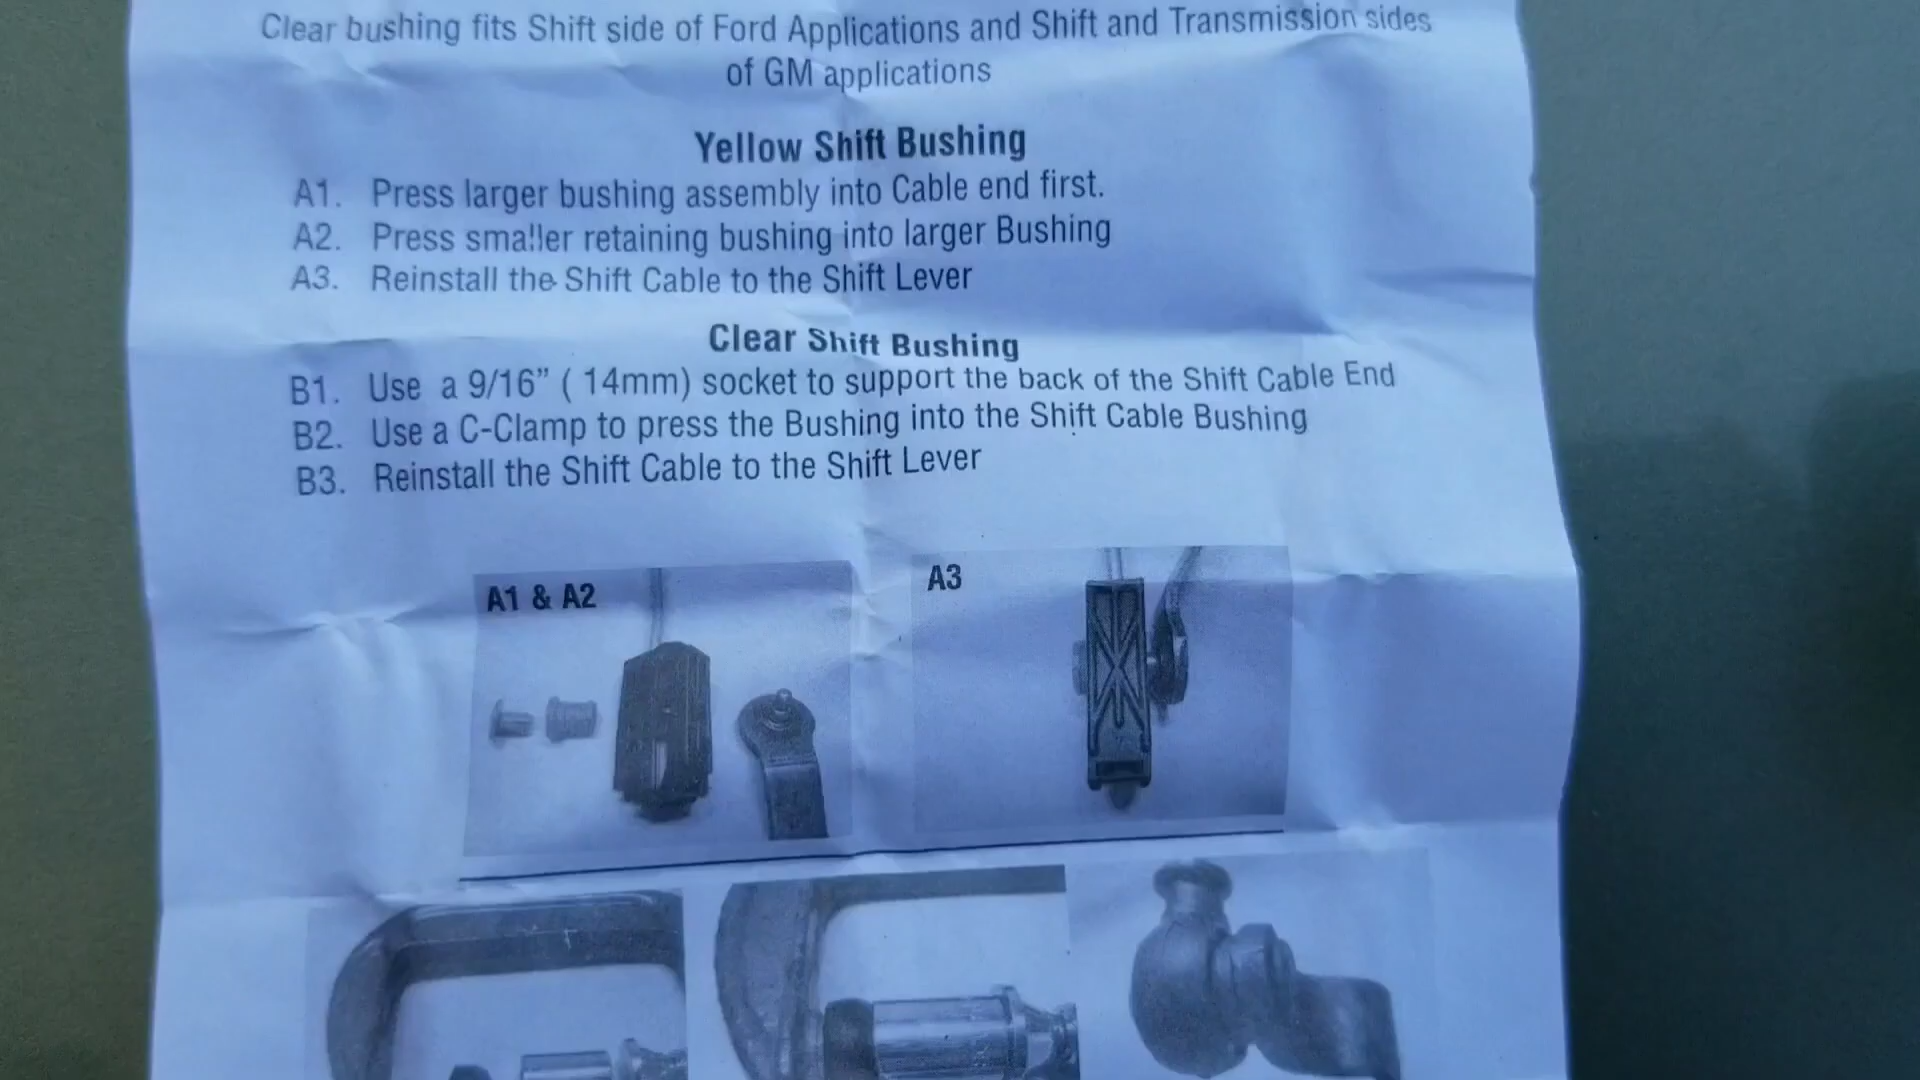 Clear bushing fits Shift side of Ford Applications and Shift and Transmission sides
of GM applications
Yellow Shift Bushing
A1. Press larger bushing assembly into Cable end first.
A2. Press smaller retaining bushing into larger Bushing
A3. Reinstall the Shift Cable to the Shift Lever
Clear Shift Bushing
B1. Use a 9/16” ( 14mm) socket to support the back of the Shift Cable End
B2. Use a C-Clamp to press the Bushing into the Shift Cable Bushing
B3. Reinstall the Shift Cable to the Shift Lever
A1 & A2
A3